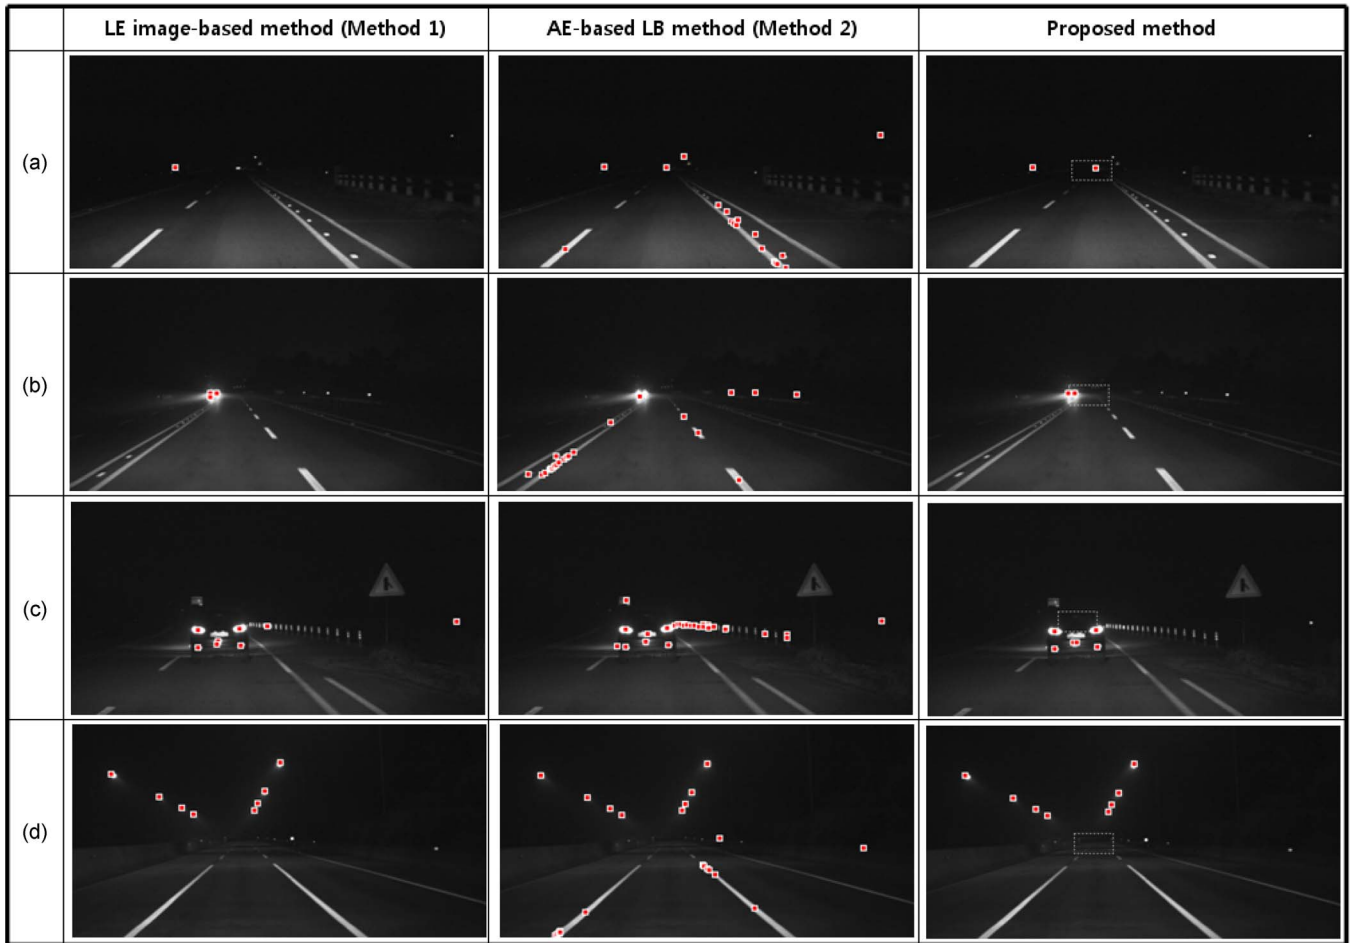 LE image-based method (Method 1) AE-based LB method (Method 2) Proposed method
(a)
(b)
(c)
(d)